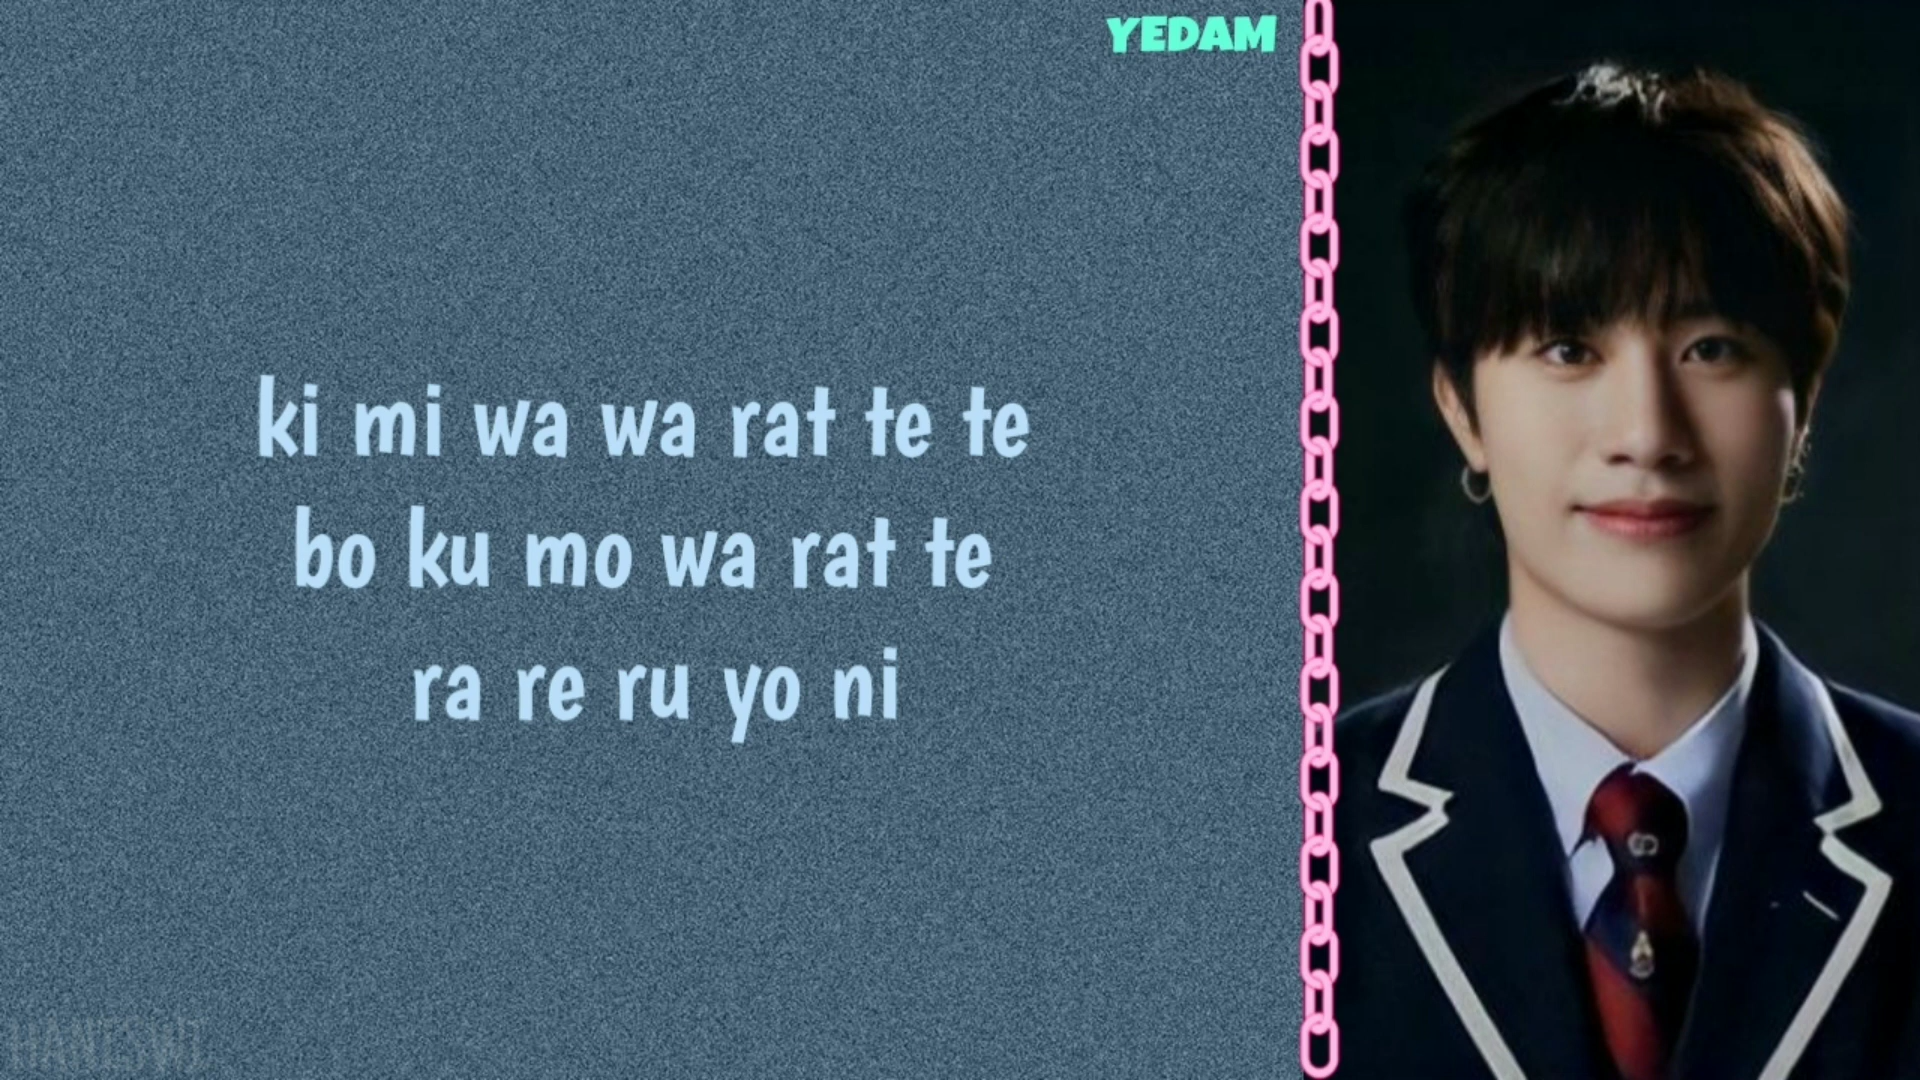 YEDAM
ki mi wa wa rat te te
bo ku mo wa rat te
ra re ru yo ni